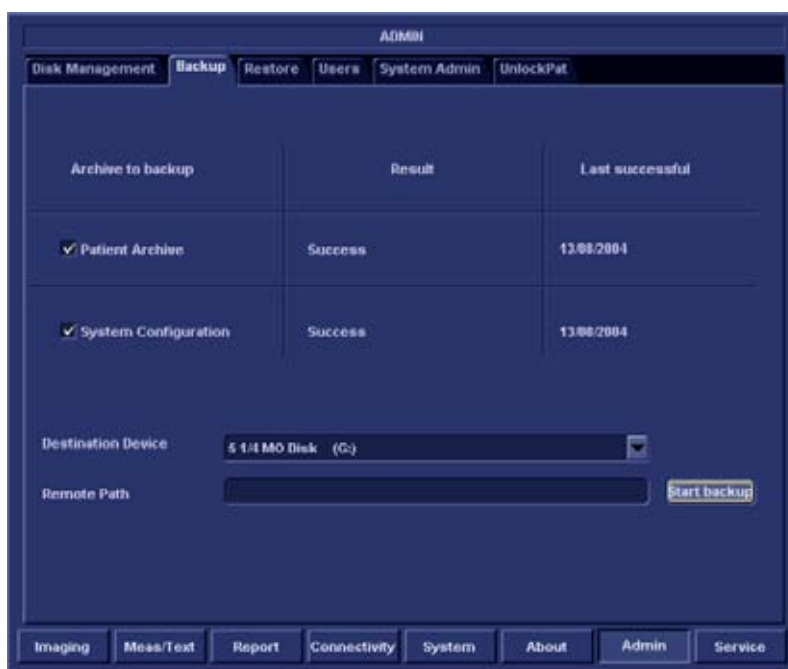 ADMIN
Disk Management Backup Restore Users System Admin UnlockPat
Archive to backup Result Last successful
Patient Archive Success 13/08/2004
System Configuration Success 13/08/2004
Destination Device 5 1/4 MO Disk (G:)
Remote Path Start backup
Imaging Meas/Text Report Connectivity System About Admin Service